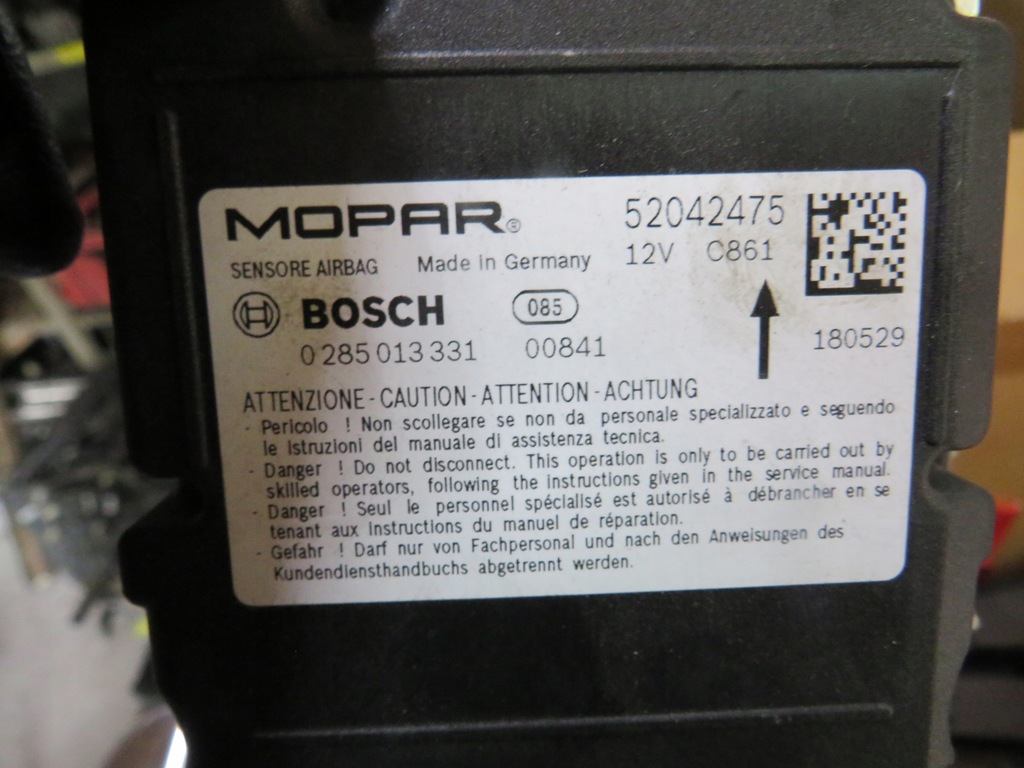 MOPAR® 52042475
SENSORE AIRBAG Made in Germany 12V C861
BOSCH 085
0 285 013 331 00841 180529
ATTENZIONE - CAUTION - ATTENTION - ACHTUNG
- Pericolo ! Non scollegare se non da personale specializzato e seguendo
le istruzioni del manuale di assistenza tecnica.
- Danger ! Do not disconnect. This operation is only to be carried out by
skilled operators, following the instructions given in the service manual.
- Danger ! Seul le personnel spécialisé est autorisé à débrancher en se
tenant aux instructions du manuel de réparation.
- Gefahr ! Darf nur von Fachpersonal und nach den Anweisungen des
Kundendiensthandbuchs abgetrennt werden.